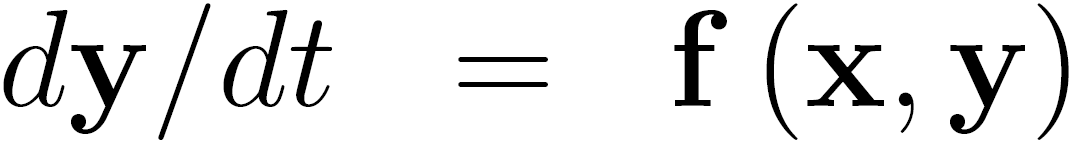 dy/dt = f (x, y)